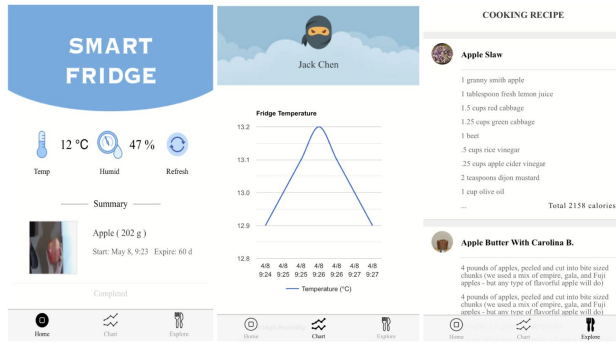 SMART
FRIDGE
12 °C
47 %
Temp
Humid
Refresh
Summary
Apple ( 202 g )
Start: May 8, 9:23 Expire: 60 d
Completed
Home
Chart
Explore
Jack Chen
Fridge Temperature
13.2
13.1
13.0
12.9
12.8
4/8 4/8 4/8 4/8 4/8 4/8 4/8
9:24 9:25 9:25 9:26 9:26 9:27 9:27
Temperature (°C)
Home
Chart
Explore
COOKING RECIPE
Apple Slaw
1 granny smith apple
1 tablespoon fresh lemon juice
1.5 cups red cabbage
1.25 cups green cabbage
1 beet
.5 cups rice vinegar
.25 cups apple cider vinegar
2 teaspoons dijon mustard
1 cup olive oil
...
Total 2158 calories
Apple Butter With Carolina B.
4 pounds of apples, peeled and cut into bite sized
chunks (we used a mix of empire, gala, and Fuji
apples - but any type of flavorful apple will do)
4 pounds of apples, peeled and cut into bite sized
chunks (we used a mix of empire, gala, and Fuji
apples - but any type of flavorful apple will do)
Home
Chart
Explore